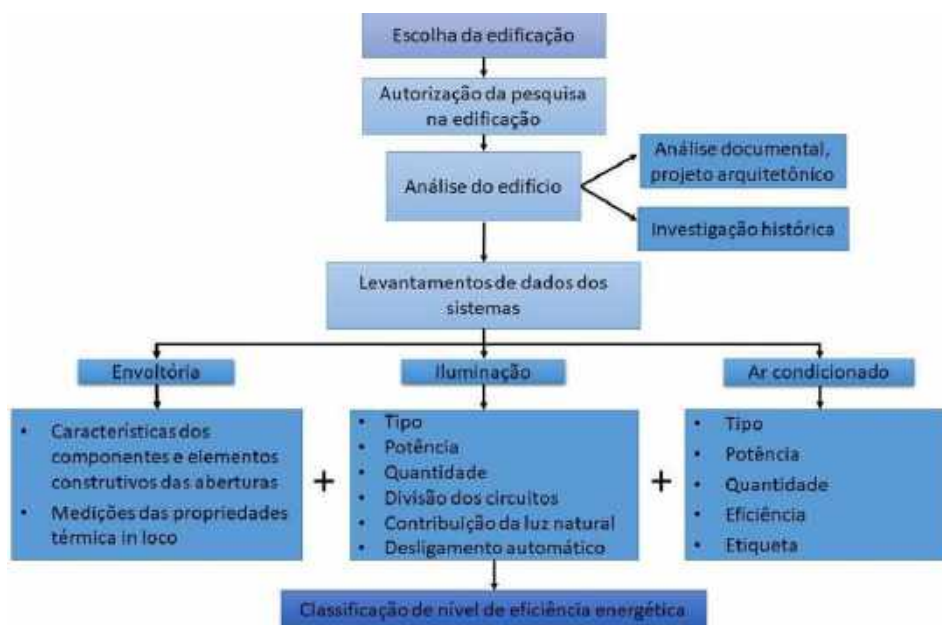 Escolha da edificação
Autorização da pesquisa
na edificação
Análise do edifício
Análise documental,
projeto arquitetônico
Investigação histórica
Levantamentos de dados dos
sistemas
Envoltória
• Características dos
componentes e elementos
construtivos das aberturas
• Medições das propriedades
térmica in loco
+
Iluminação
• Tipo
• Potência
• Quantidade
• Divisão dos circuitos
• Contribuição da luz natural
• Desligamento automático
+
Ar condicionado
• Tipo
• Potência
• Quantidade
• Eficiência
• Etiqueta
Classificação de nível de eficiência energética